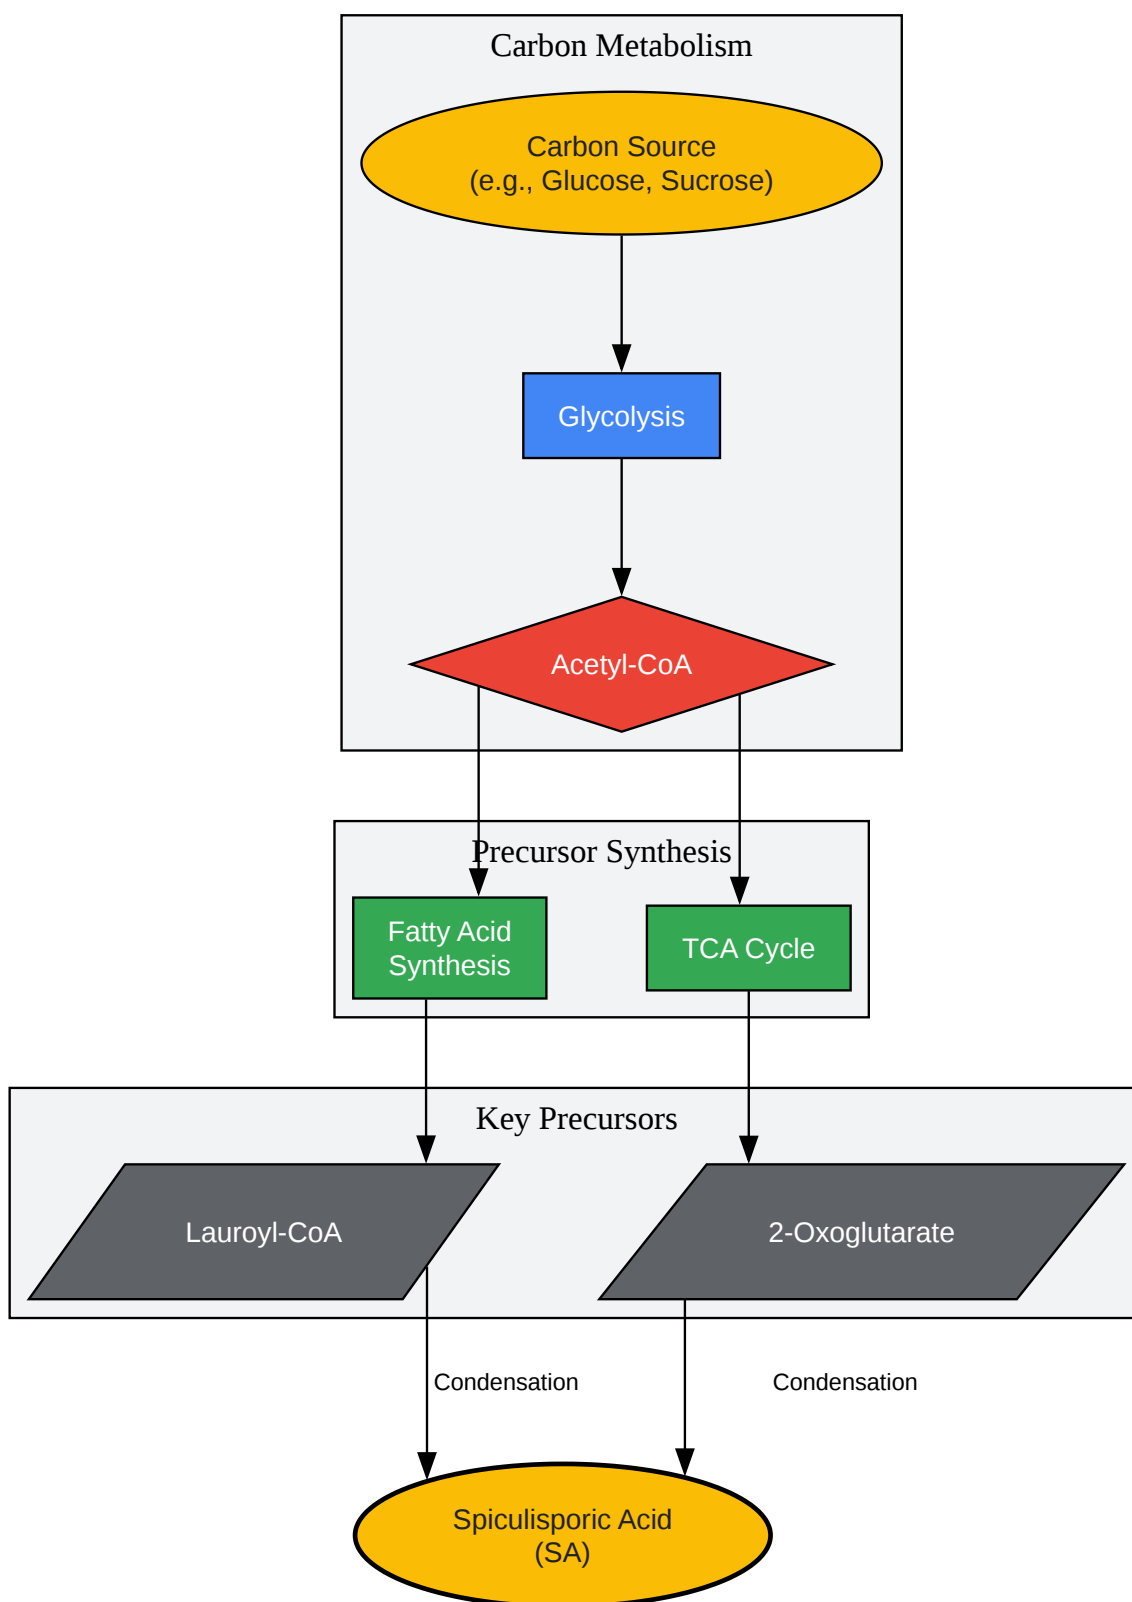 Carbon Metabolism
Carbon Source
(e.g., Glucose, Sucrose)
Glycolysis
Acetyl-CoA
Precursor Synthesis
Fatty Acid
Synthesis
TCA Cycle
Key Precursors
Lauroyl-CoA
2-Oxoglutarate
Condensation
Condensation
Spiculisporic Acid
(SA)